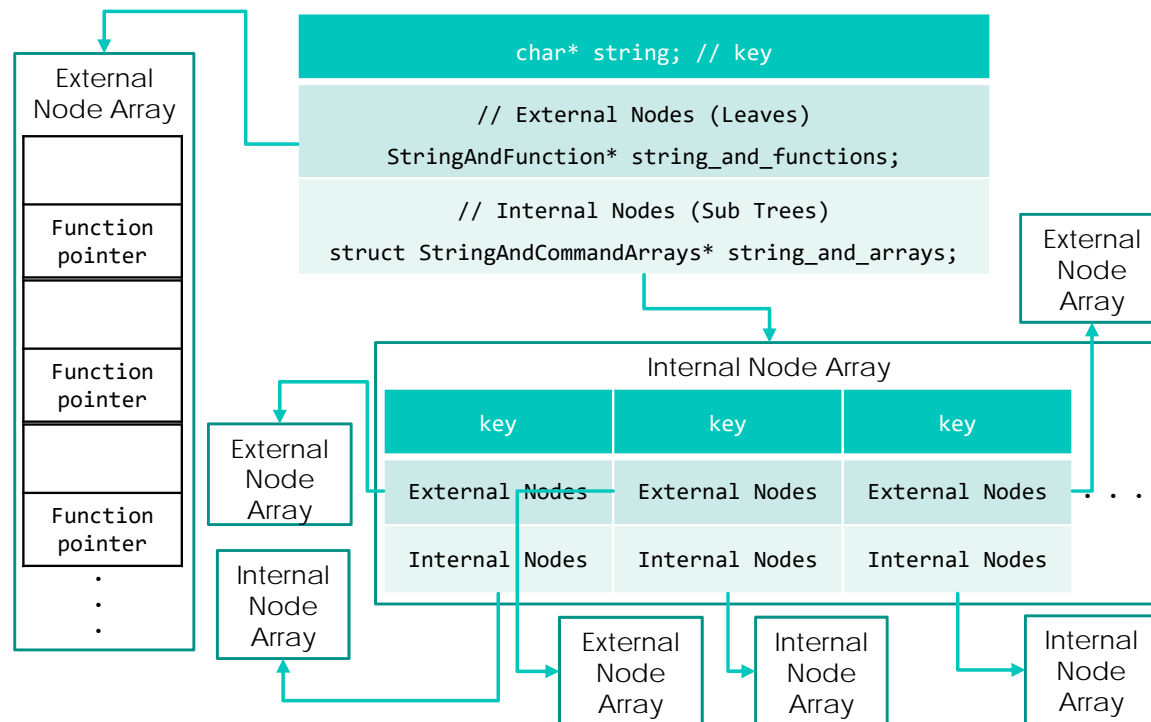 char* string; // key
// External Nodes (Leaves)
StringAndFunction* string_and_functions;
// Internal Nodes (Sub Trees)
struct StringAndCommandArrays* string_and_arrays;
External
Node Array
Function
pointer
Function
pointer
Function
pointer
.
.
.
External
Node
Array
Internal Node Array
key key key
External Nodes External Nodes External Nodes . . .
Internal Nodes Internal Nodes Internal Nodes
External
Node
Array
Internal
Node
Array
External
Node
Array
Internal
Node
Array
Internal
Node
Array